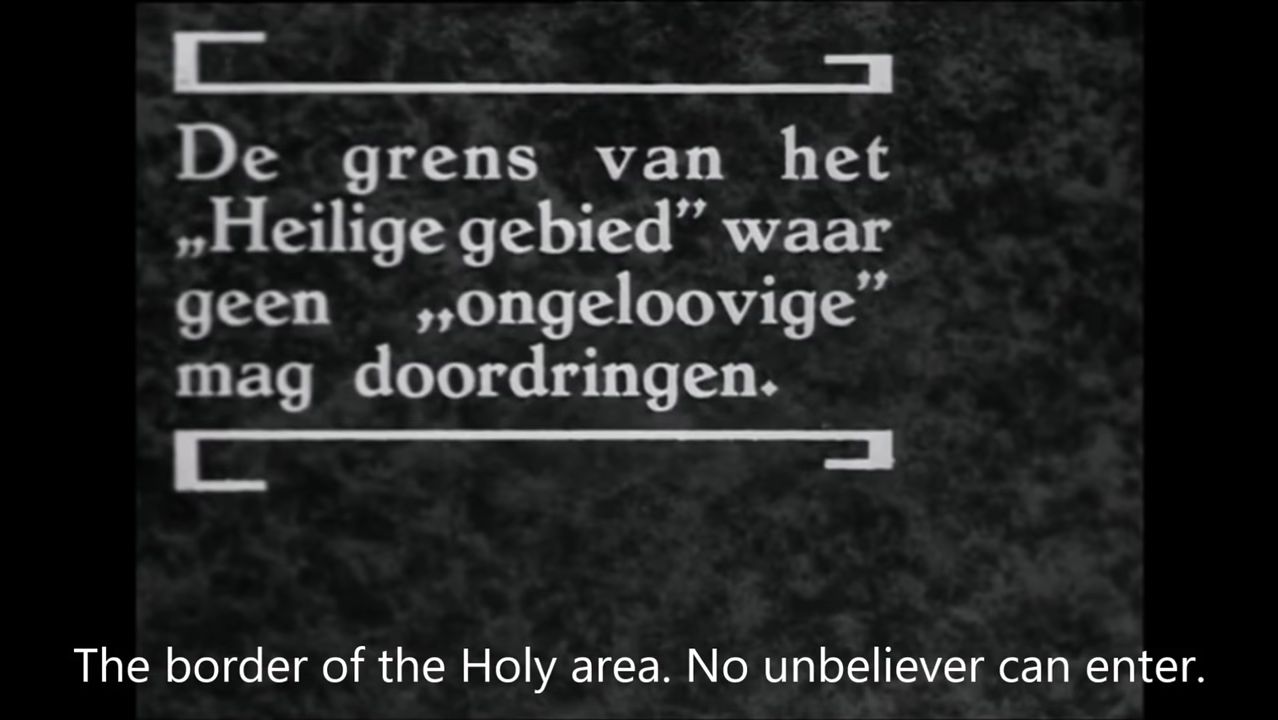 De grens van het
„Heilige gebied” waar
geen „ongeloovige”
mag doordringen.
The border of the Holy area. No unbeliever can enter.